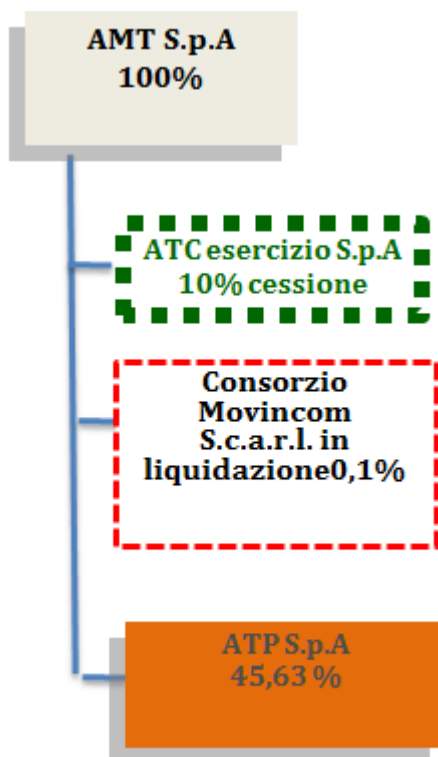 AMT S.p.A
100%
ATC esercizio S.p.A
10% cessione
Consorzio
Movincom
S.c.a.r.l. in
liquidazione0,1%
ATP S.p.A
45,63 %